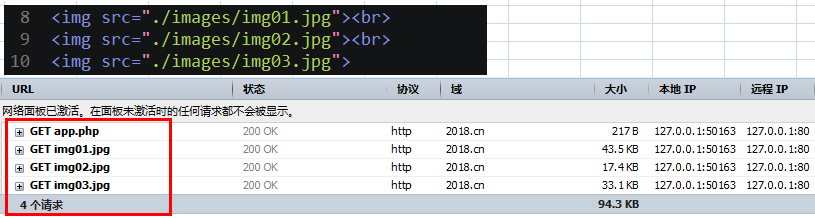 8 <img src="./images/img01.jpg"><br>
9 <img src="./images/img02.jpg"><br>
10 <img src="./images/img03.jpg">
URL 状态 协议 域 大小 本地 IP 远程 IP
网络面板已激活。在面板未激活时的任何请求都不会被显示。
GET app.php 200 OK http 2018.cn 217 B 127.0.0.1:50163 127.0.0.1:80
GET img01.jpg 200 OK http 2018.cn 43.5 KB 127.0.0.1:50163 127.0.0.1:80
GET img02.jpg 200 OK http 2018.cn 17.4 KB 127.0.0.1:50163 127.0.0.1:80
GET img03.jpg 200 OK http 2018.cn 33.1 KB 127.0.0.1:50163 127.0.0.1:80
4 个请求 94.3 KB